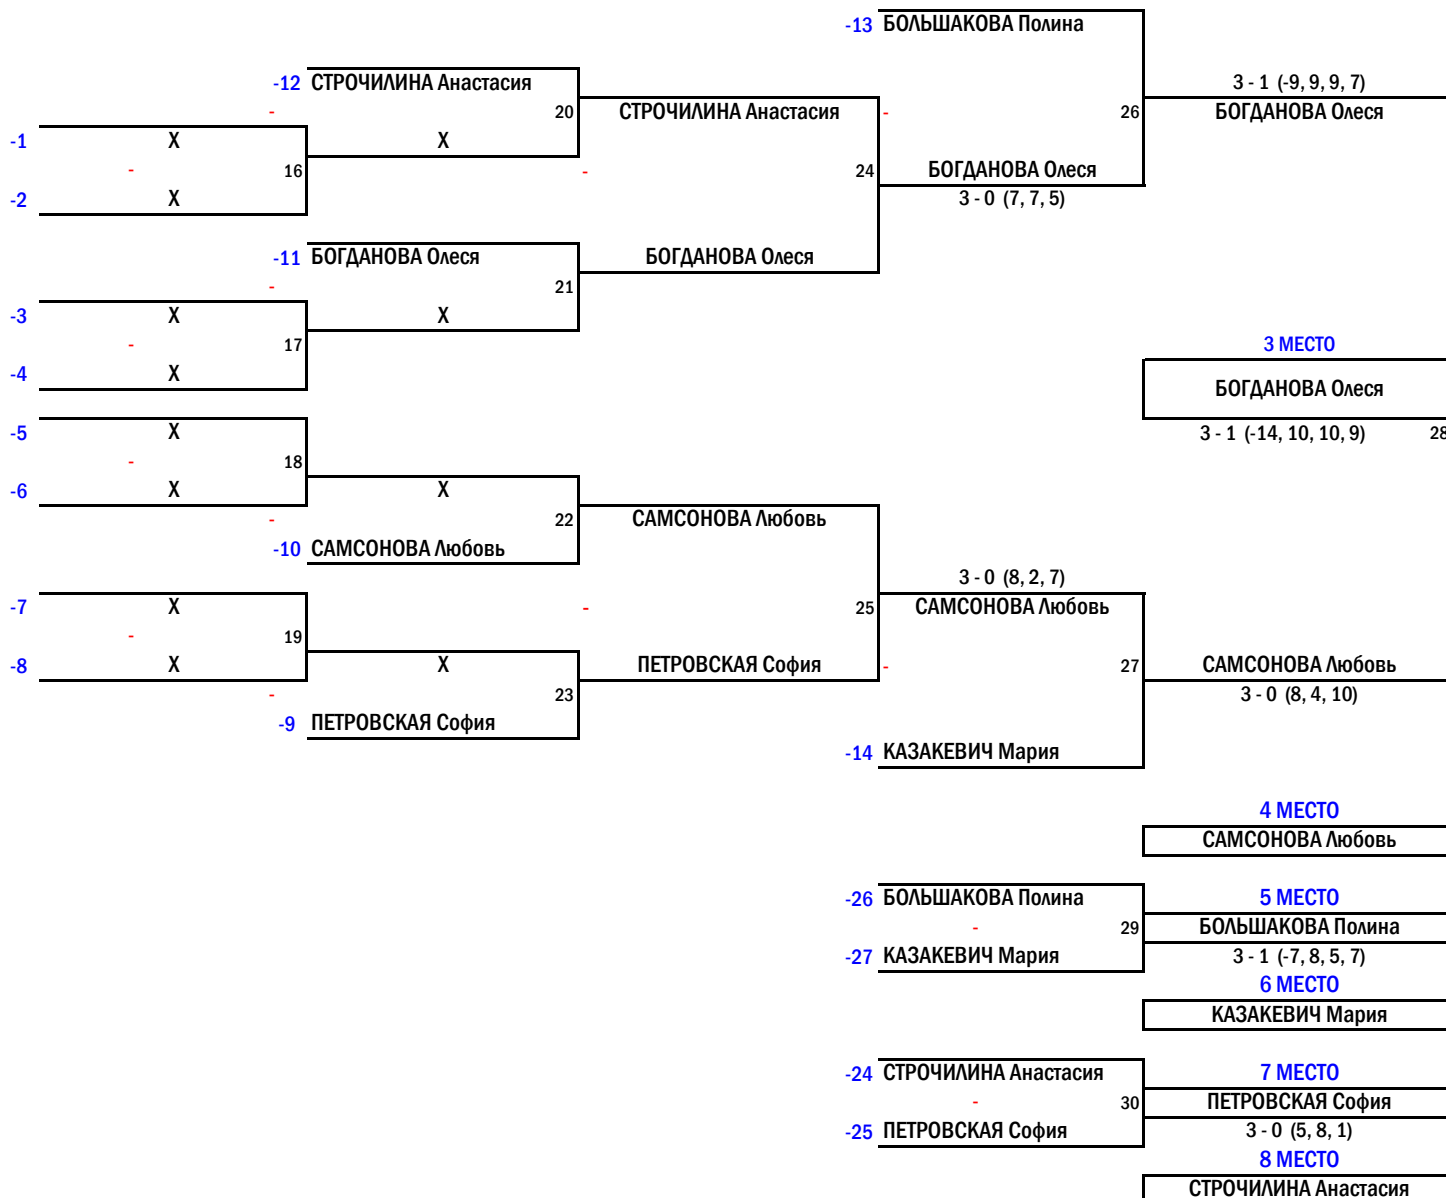 -13 БОЛЬШАКОВА Полина
-12 СТРОЧИЛИНА Анастасия
3 - 1 (-9, 9, 9, 7)
-
20
СТРОЧИЛИНА Анастасия
-
26
БОГДАНОВА Олеся
-1
X
X
-
16
-
24
БОГДАНОВА Олеся
-2
X
3 - 0 (7, 7, 5)
-11 БОГДАНОВА Олеся
БОГДАНОВА Олеся
-
21
-3
X
X
-
17
3 МЕСТО
-4
X
БОГДАНОВА Олеся
-5
X
3 - 1 (-14, 10, 10, 9)
28
-
18
-6
X
X
-
22
САМСОНОВА Любовь
-10 САМСОНОВА Любовь
3 - 0 (8, 2, 7)
-7
X
-
25
САМСОНОВА Любовь
-
19
-8
X
X
ПЕТРОВСКАЯ София
-
27
САМСОНОВА Любовь
-
23
3 - 0 (8, 4, 10)
-9 ПЕТРОВСКАЯ София
-14 КАЗАКЕВИЧ Мария
4 МЕСТО
САМСОНОВА Любовь
-26 БОЛЬШАКОВА Полина
5 МЕСТО
-
29
БОЛЬШАКОВА Полина
-27 КАЗАКЕВИЧ Мария
3 - 1 (-7, 8, 5, 7)
6 МЕСТО
КАЗАКЕВИЧ Мария
-24 СТРОЧИЛИНА Анастасия
7 МЕСТО
-
30
ПЕТРОВСКАЯ София
-25 ПЕТРОВСКАЯ София
3 - 0 (5, 8, 1)
8 МЕСТО
СТРОЧИЛИНА Анастасия